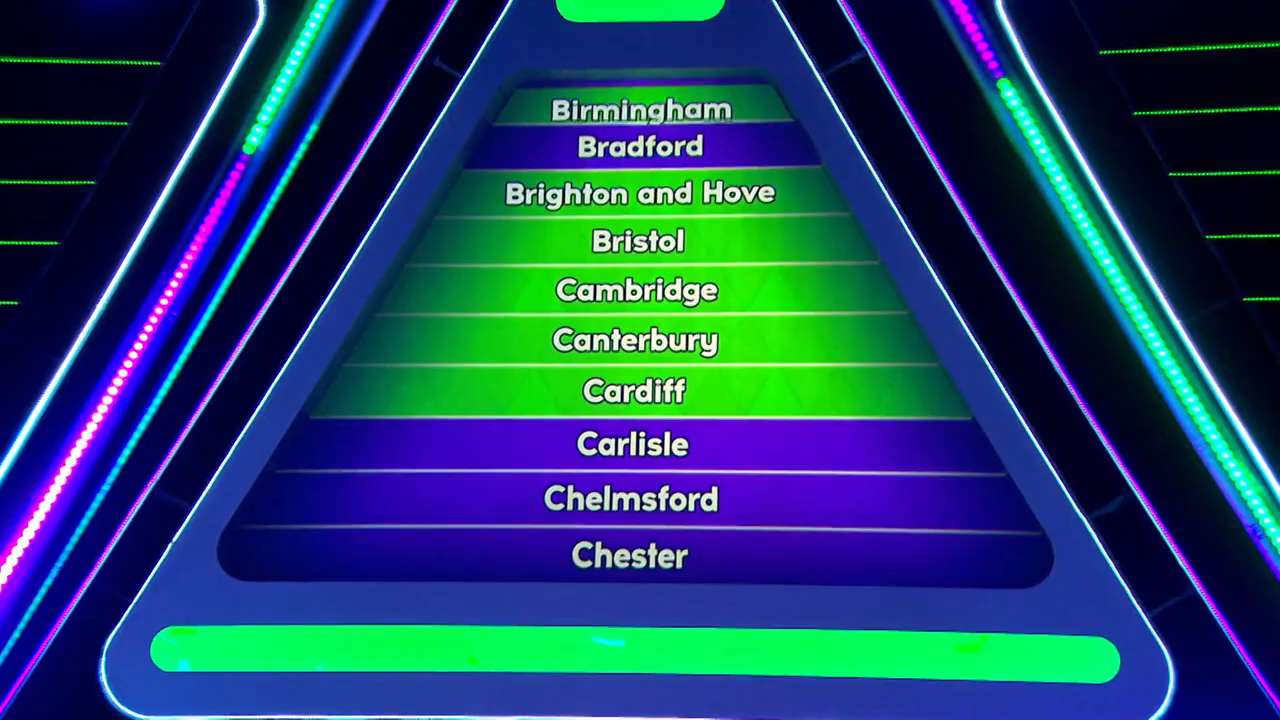 Birmingham
Bradford
Brighton and Hove
Bristol
Cambridge
Canterbury
Cardiff
Carlisle
Chelmsford
Chester